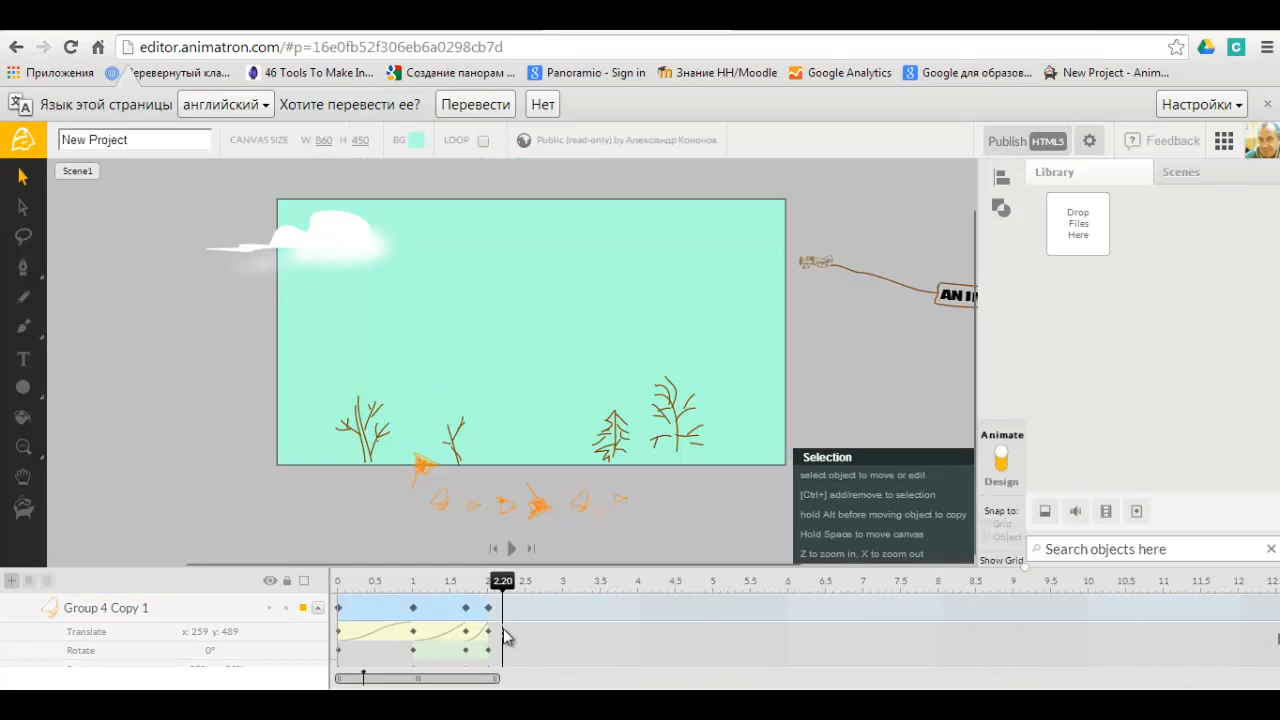 editor.animatron.com/#p=16e0fb52f306eb6a0298cb7d
Приложения
еревернутый кла...
46 Tools To Make In...
Создание панорам ...
Panoramio - Sign in
Знание НН/Moodle
Google Analytics
Google для образов...
New Project - Anim...
Язык этой страницы
английский
Хотите перевести ее?
Перевести
Нет
Настройки
New Project
CANVAS SIZE W 860 H 450
BG
LOOP
Public (read-only) by Александр Кононов
Publish HTML5
Feedback
Scene1
Library
Scenes
Drop
Files
Here
AN I
Selection
select object to move or edit
[Ctrl+] add/remove to selection
hold Alt before moving object to copy
Hold Space to move canvas
Z to zoom in, X to zoom out
Animate
Design
Snap to:
Grid
Object
Show Grid
Search objects here
0 0.5 1 1.5 2 2.20 2.5 3 3.5 4 4.5 5 5.5 6 6.5 7 7.5 8 8.5 9 9.5 10 10.5 11 11.5 12 12.
Group 4 Copy 1
Translate x: 259 y: 489
Rotate 0°